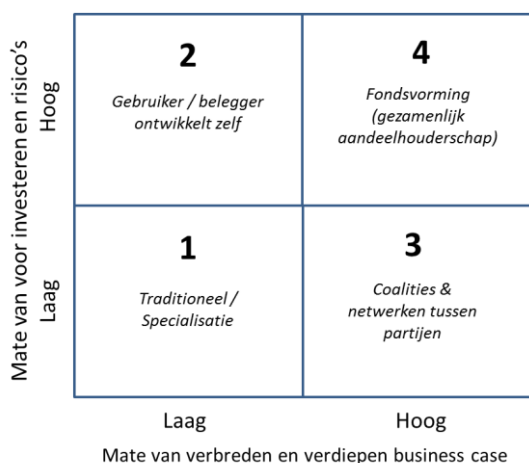 Mate van voor investeren en risico's
Hoog
Laag
2
Gebruiker / belegger
ontwikkelt zelf
4
Fondsvorming
(gezamenlijk
aandeelhouderschap)
1
Traditioneel /
Specialisatie
3
Coalities &
netwerken tussen
partijen
Laag
Hoog
Mate van verbreden en verdiepen business case